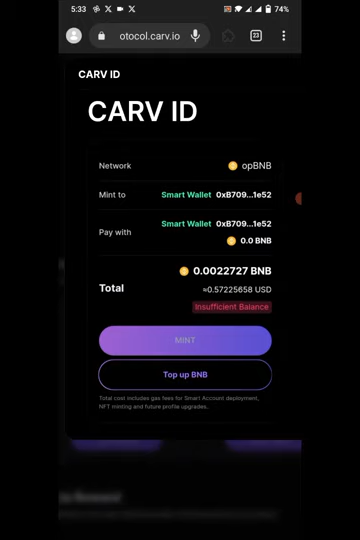 5:33
74%
otocol.carv.io
23
CARV ID
CARV ID
Network opBNB
Mint to Smart Wallet 0xB709...1e52
Pay with Smart Wallet 0xB709...1e52
0.0 BNB
0.0022727 BNB
Total ≈0.57225658 USD
Insufficient Balance
MINT
Top up BNB
Total cost includes gas fees for Smart Account deployment,
NFT minting and future profile upgrades.